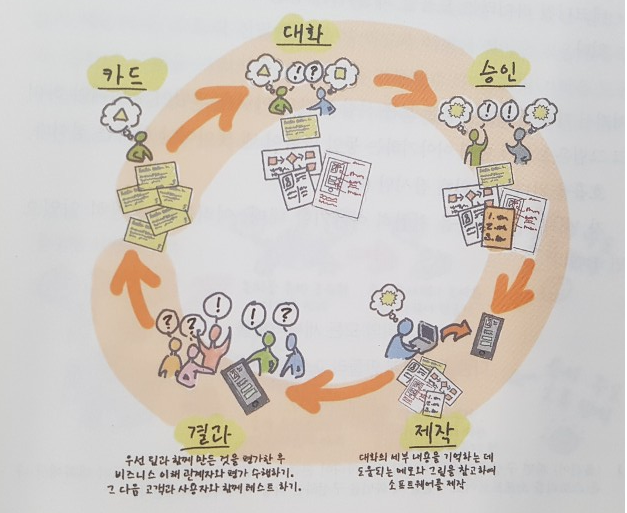 대화
카드
승인
결과
우선 팀과 함께 만든 것을 평가한 후
비즈니스 이해 관계자와 평가 수행하기.
그 다음 고객과 사용자와 함께 테스트 하기.
제작
대화의 세부 내용을 기억하는 데
도움되는 메모와 그림을 참고하여
소프트웨어를 제작